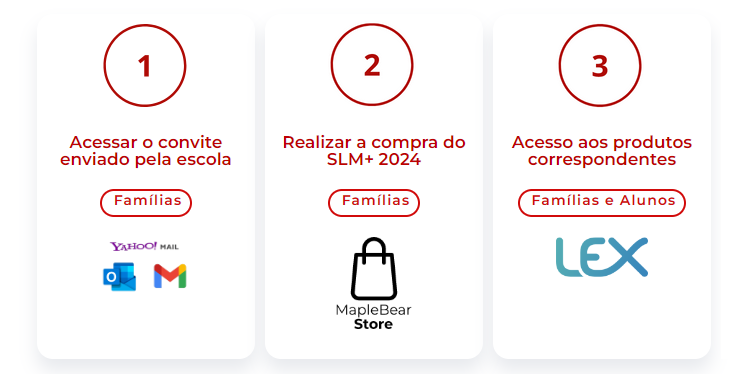 1
Acessar o convite
enviado pela escola
Famílias
YAHOO! MAIL
O
2
Realizar a compra do
SLM+ 2024
Famílias
MapleBear
Store
3
Acesso aos produtos
correspondentes
Famílias e Alunos
LEX